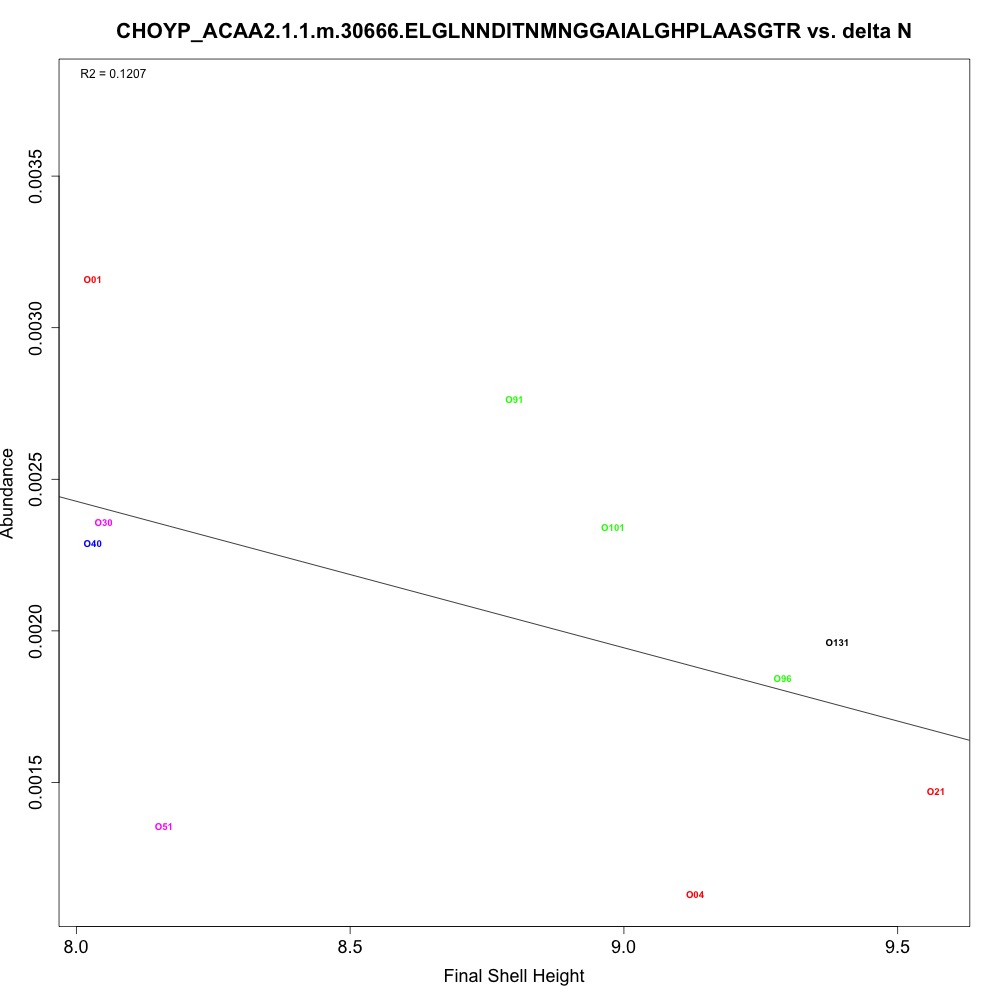 CHOYP_ACAA2.1.1.m.30666.ELGLNNDITNMNGGAIALGHPLAASGTR vs. delta N
R2 = 0.1207
0.0035
O01
0.0030
O91
Abundance
0.0025
O30
O101
O40
0.0020
O131
O96
0.0015
O21
O51
O04
8.0 8.5 9.0 9.5
Final Shell Height